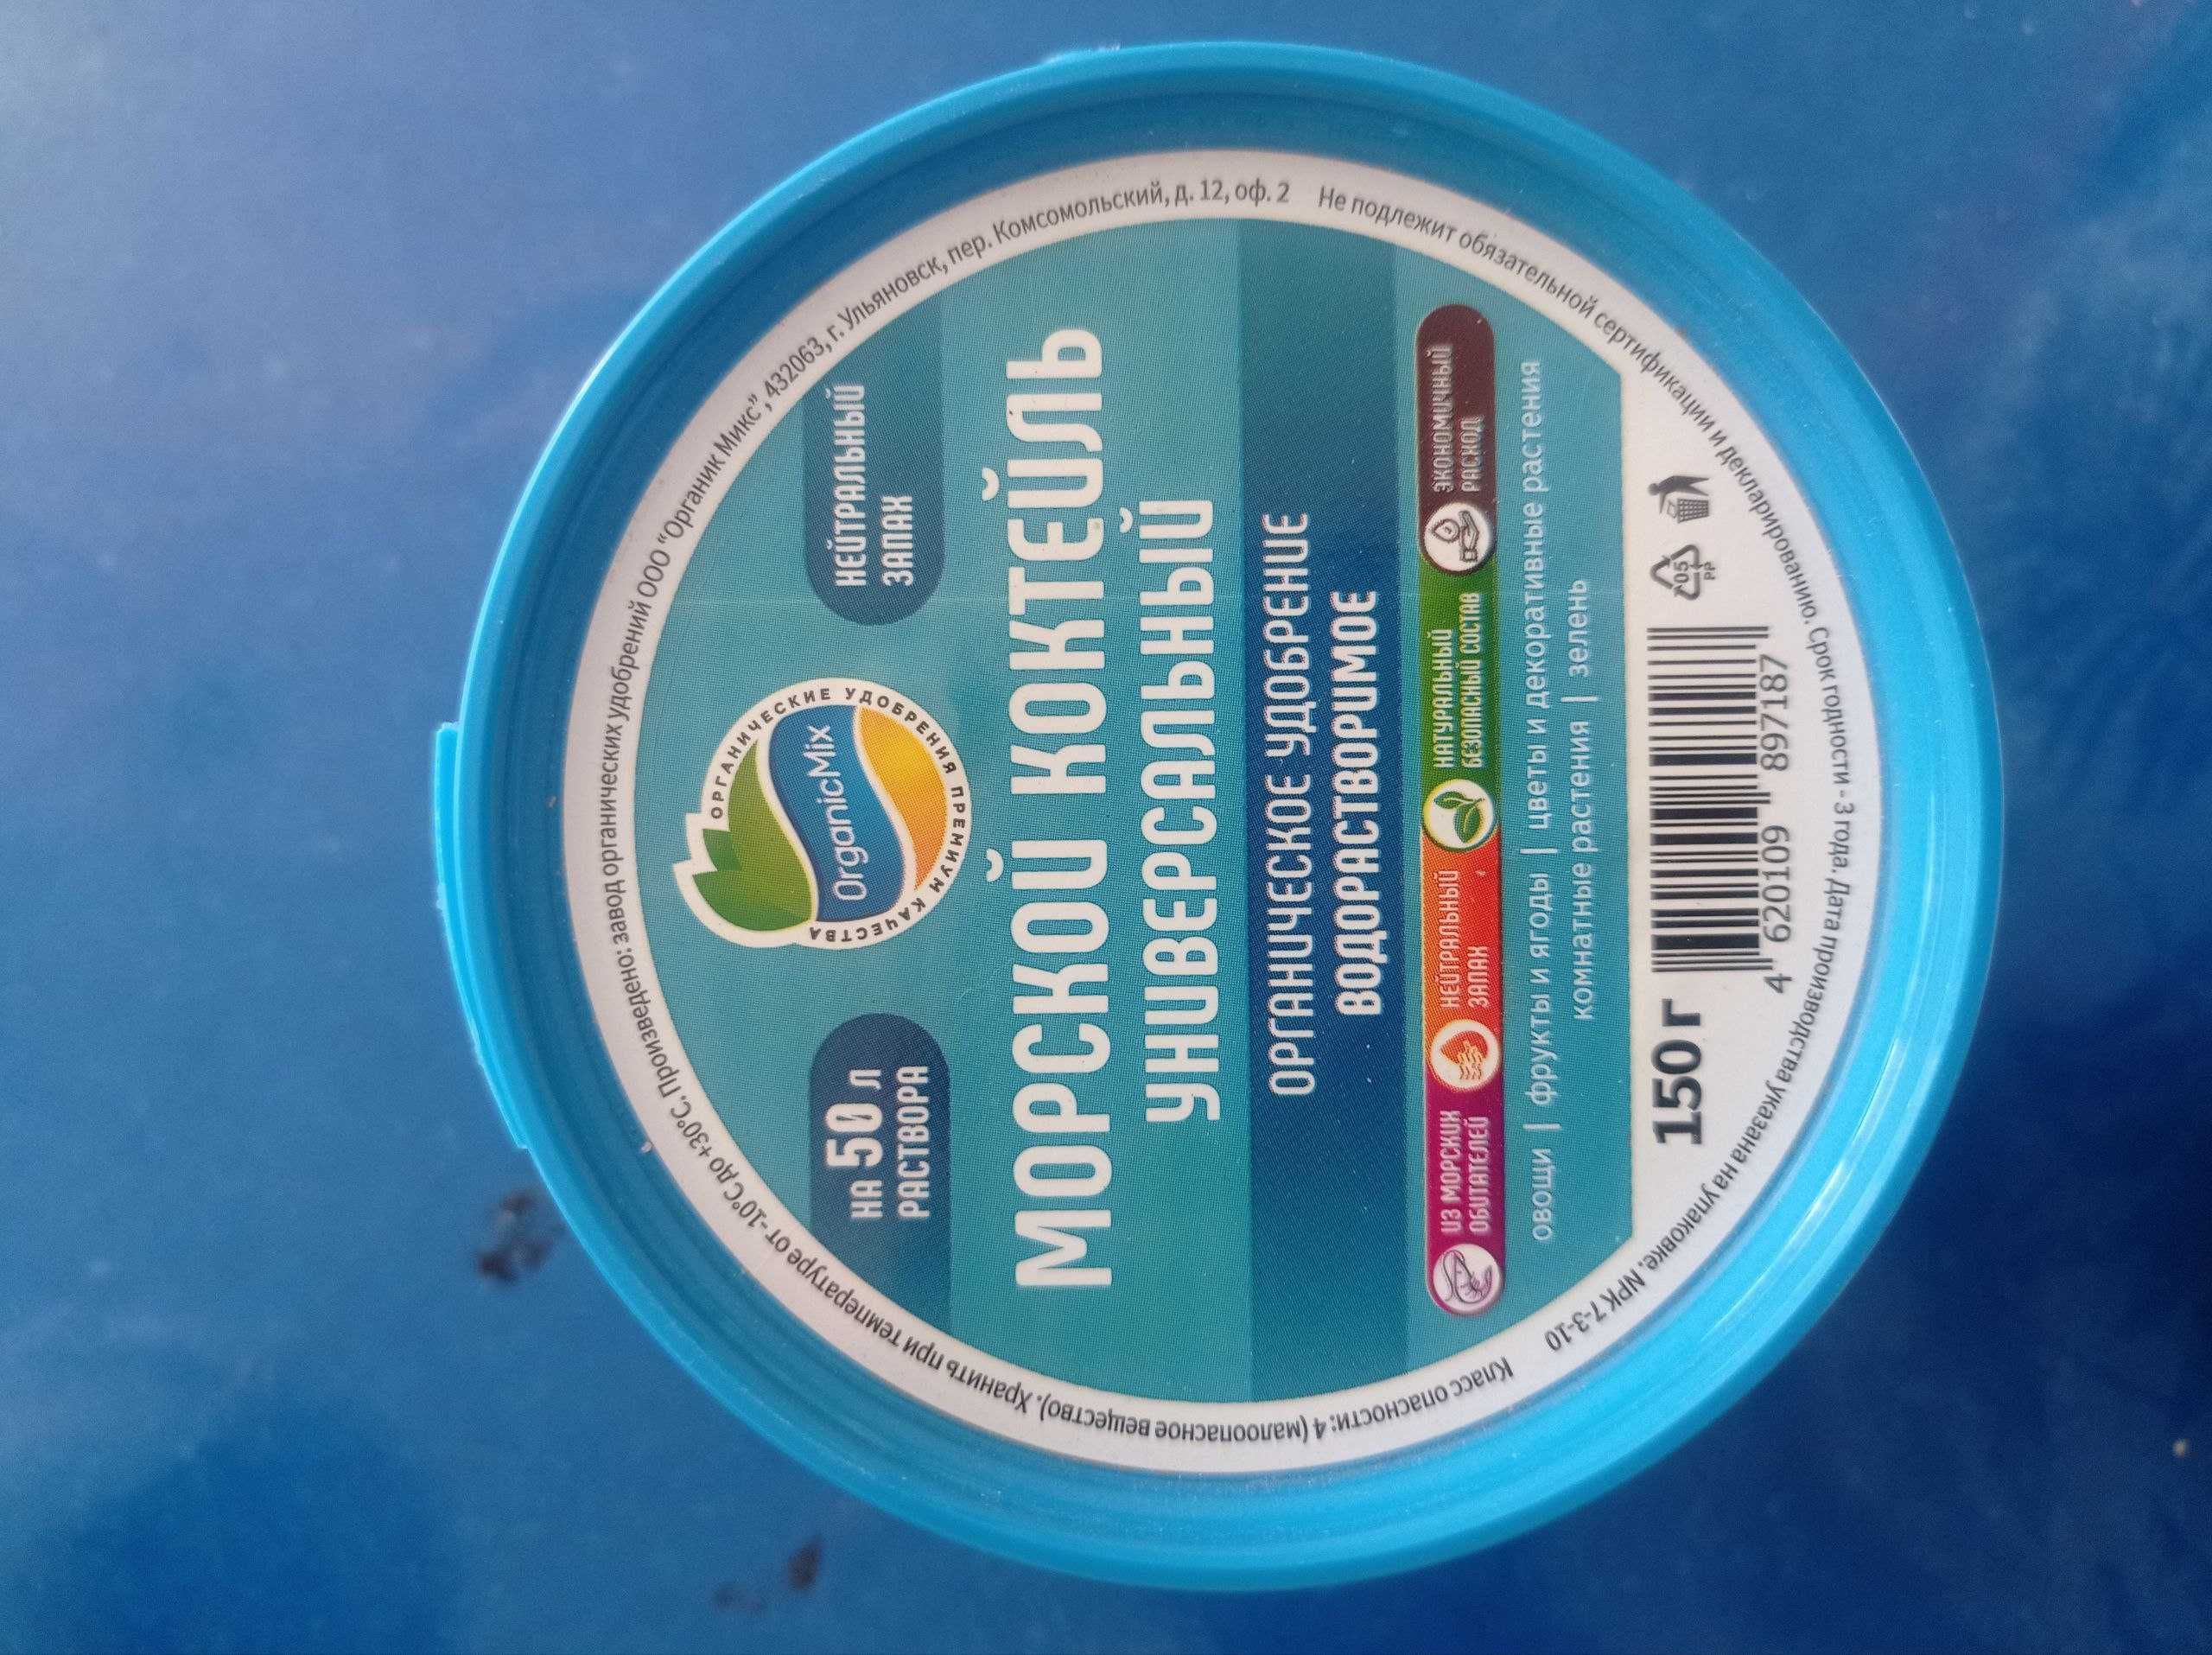 НА 50 л
РАСТВОРА
ОРГАНИЧЕСКИЕ УДОБРЕНИЯ ПРЕМИУМ КАЧЕСТВА
OrganicMix
НЕЙТРАЛЬНЫЙ
ЗАПАХ
МОРСКОЙ КОКТЕЙЛЬ
УНИВЕРСАЛЬНЫЙ
ОРГАНИЧЕСКОЕ УДОБРЕНИЕ
ВОДОРАСТВОРИМОЕ
ИЗ МОРСКИХ
ОБИТАТЕЛЕЙ
НЕЙТРАЛЬНЫЙ
ЗАПАХ
НАТУРАЛЬНЫЙ
БЕЗОПАСНЫЙ СОСТАВ
ЭКОНОМИЧНЫЙ
РАСХОД
овощи | фрукты и ягоды | цветы и декоративные растения
комнатные растения | зелень
150 г
4 620109 897187
05
PP
Класс опасности: 4 (малоопасное вещество). Хранить при температуре от -10°С до +30°С. Произведено: завод органических удобрений ООО "Органик Микс", 432063, г. Ульяновск, пер. Комсомольский, д. 12, оф. 2
Не подлежит обязательной сертификации и декларированию. Срок годности - 3 года. Дата производства указана на упаковке. NPK 7-3-10